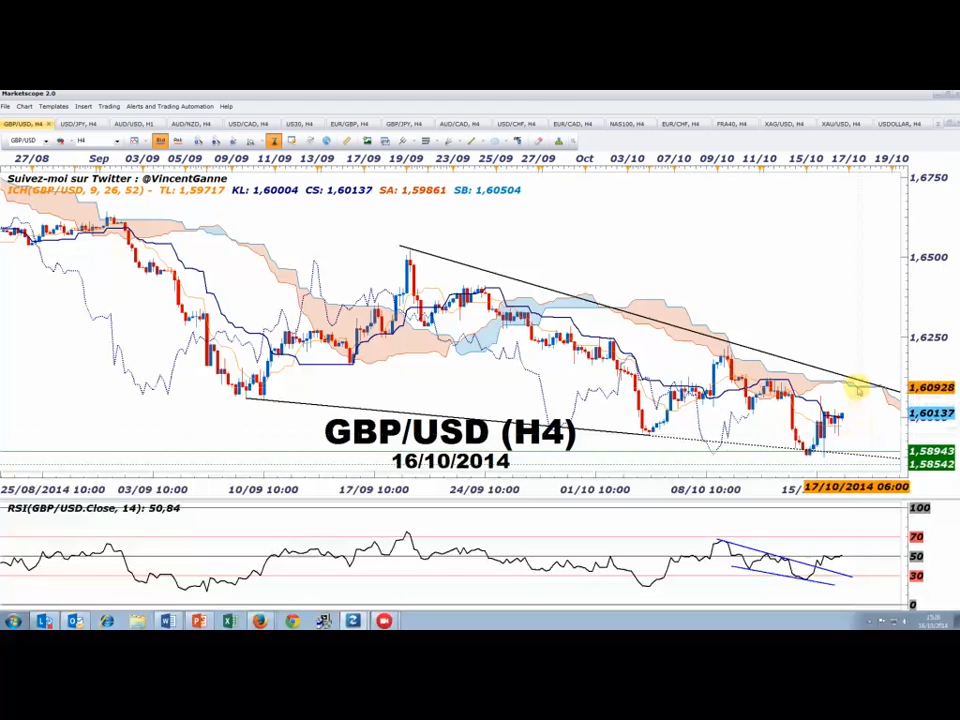 Marketscope 2.0
File Chart Templates Insert Trading Alerts and Trading Automation Help
GBP/USD, H4 USD/JPY, H4 AUD/USD, H1 AUD/NZD, H4 USD/CAD, H4 US30, H4 EUR/GBP, H4 GBP/JPY, H4 AUD/CAD, H4 USD/CHF, H4 EUR/CAD, H4 NAS100, H4 EUR/CHF, H4 FRA40, H4 XAG/USD, H4 XAU/USD, H4 USDOLLAR, H4
GBP/USD H4
27/08 Sep 03/09 05/09 09/09 11/09 13/09 17/09 19/09 23/09 25/09 27/09 Oct 03/10 07/10 09/10 11/10 15/10 17/10 19/10
Suivez-moi sur Twitter : @VincentGanne
ICH(GBP/USD, 9, 26, 52) - TL: 1,59717 KL: 1,60004 CS: 1,60137 SA: 1,59861 SB: 1,60504
1,6750
1,6500
1,6250
1,60928
1,60137
1,58943
1,58542
GBP/USD (H4)
16/10/2014
25/08/2014 10:00 03/09 10:00 10/09 10:00 17/09 10:00 24/09 10:00 01/10 10:00 08/10 10:00 15/ 17/10/2014 06:00
RSI(GBP/USD.Close, 14): 50,84
100
70
50
30
0
16/10/2014